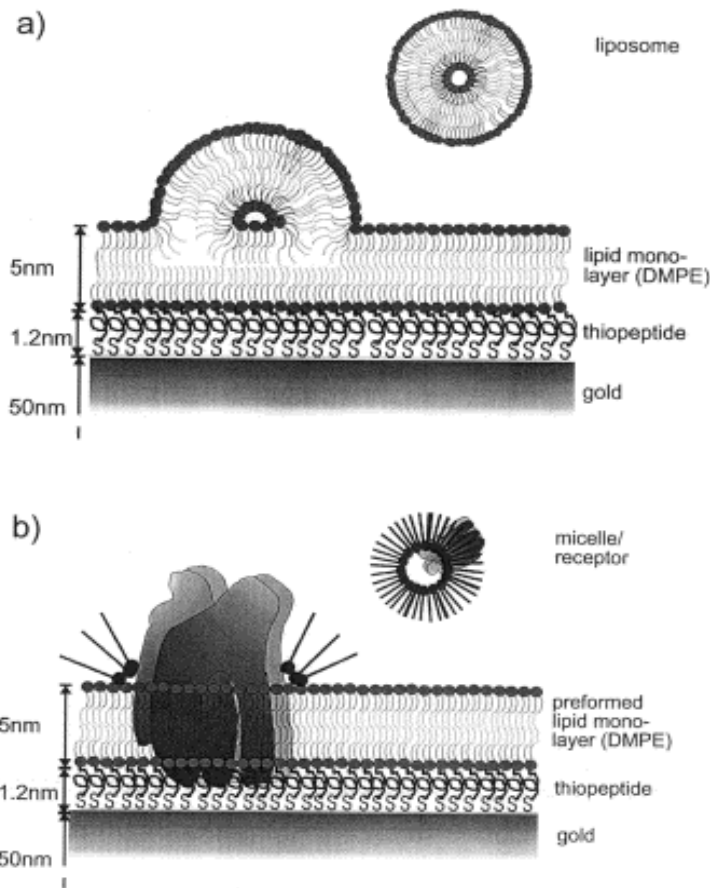 a)
liposome
5nm
lipid mono-
layer (DMPE)
1.2nm
thiopeptide
50nm
gold
b)
micelle/
receptor
5nm
preformed
lipid mono-
layer (DMPE)
1.2nm
thiopeptide
50nm
gold